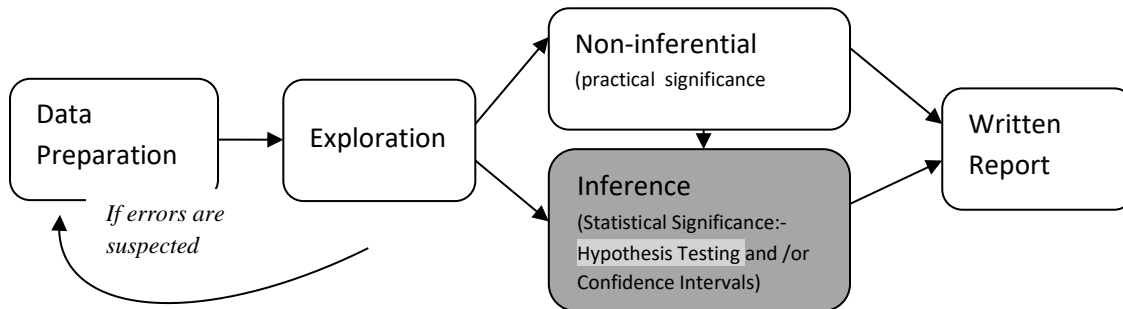 Data
Preparation
If errors are
suspected
Exploration
Non-inferential
(practical significance
Inference
(Statistical Significance:-
Hypothesis Testing and /or
Confidence Intervals)
Written
Report